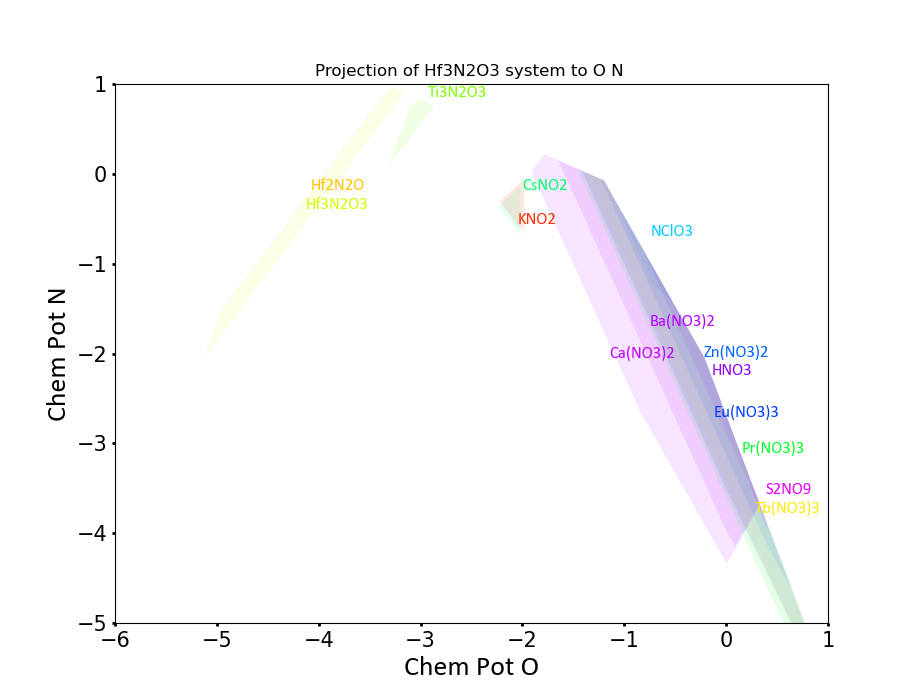 Projection of Hf3N2O3 system to O N
1
Ti3N2O3
0
Hf2N2O
CsNO2
Hf3N2O3
KNO2
NClO3
−1
Ba(NO3)2
−2
Ca(NO3)2
Zn(NO3)2
HNO3
Eu(NO3)3
−3
Pr(NO3)3
S2NO9
Tb(NO3)3
−4
−5
Chem Pot N
−6 −5 −4 −3 −2 −1 0 1
Chem Pot O